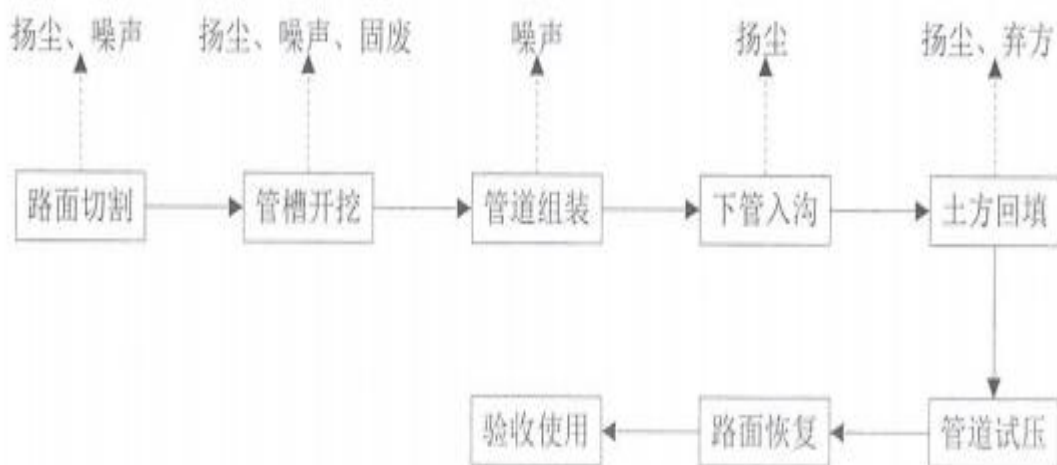 扬尘、噪声
扬尘、噪声、固废
噪声
扬尘
扬尘、弃方
路面切割
管槽开挖
管道组装
下管入沟
土方回填
验收使用
路面恢复
管道试压